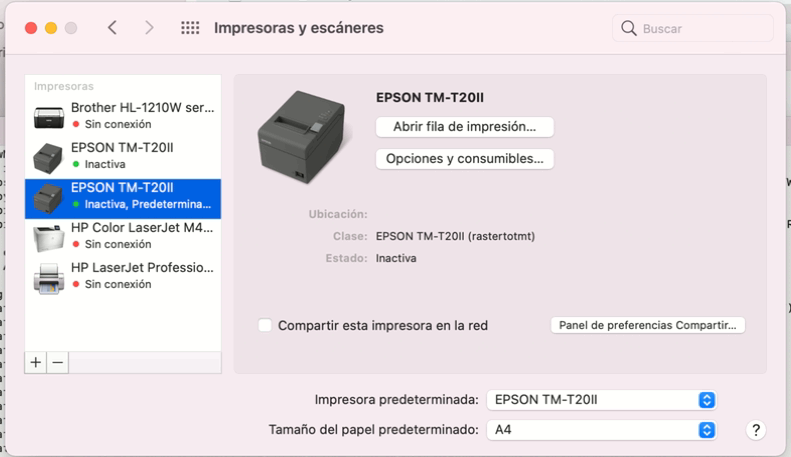 Impresoras y escáneres
Buscar
Impresoras
Brother HL-1210W ser...
Sin conexión
EPSON TM-T20II
Inactiva
EPSON TM-T20II
Inactiva, Predetermina...
HP Color LaserJet M4...
Sin conexión
HP LaserJet Professio...
Sin conexión
EPSON TM-T20II
Abrir fila de impresión...
Opciones y consumibles...
Ubicación:
Clase: EPSON TM-T20II (rastertotmt)
Estado: Inactiva
Compartir esta impresora en la red
Panel de preferencias Compartir...
Impresora predeterminada: EPSON TM-T20II
Tamaño del papel predeterminado: A4
?